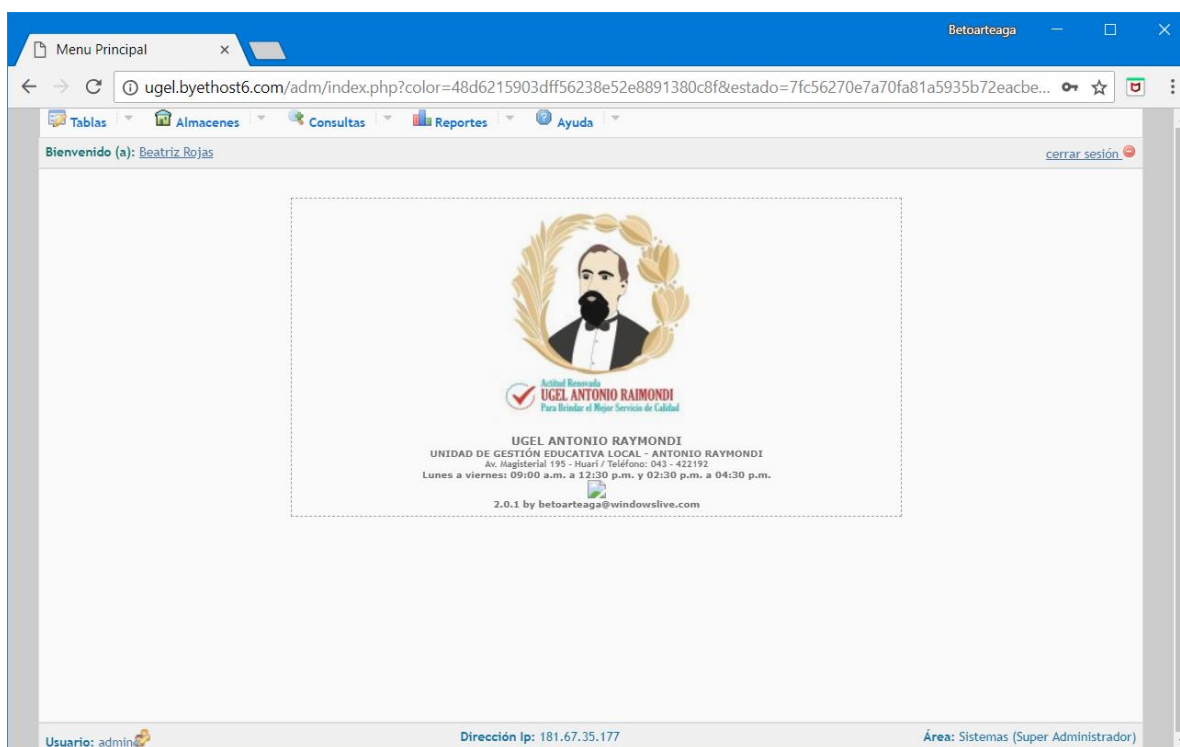 Betoarteaga
Menu Principal
ugel.byethost6.com/adm/index.php?color=48d6215903dff56238e52e8891380c8f&estado=7fc56270e7a70fa81a5935b72eacbe...
Tablas Almacenes Consultas Reportes Ayuda
Bienvenido (a): Beatriz Rojas cerrar sesión
Actitud Renovada
UGEL ANTONIO RAIMONDI
Para Brindar el Mejor Servicio de Calidad
UGEL ANTONIO RAYMONDI
UNIDAD DE GESTIÓN EDUCATIVA LOCAL - ANTONIO RAYMONDI
Av. Magisterial 195 - Huari / Teléfono: 043 - 422192
Lunes a viernes: 09:00 a.m. a 12:30 p.m. y 02:30 p.m. a 04:30 p.m.
2.0.1 by betoarteaga@windowslive.com
Usuario: admin Dirección Ip: 181.67.35.177 Área: Sistemas (Super Administrador)